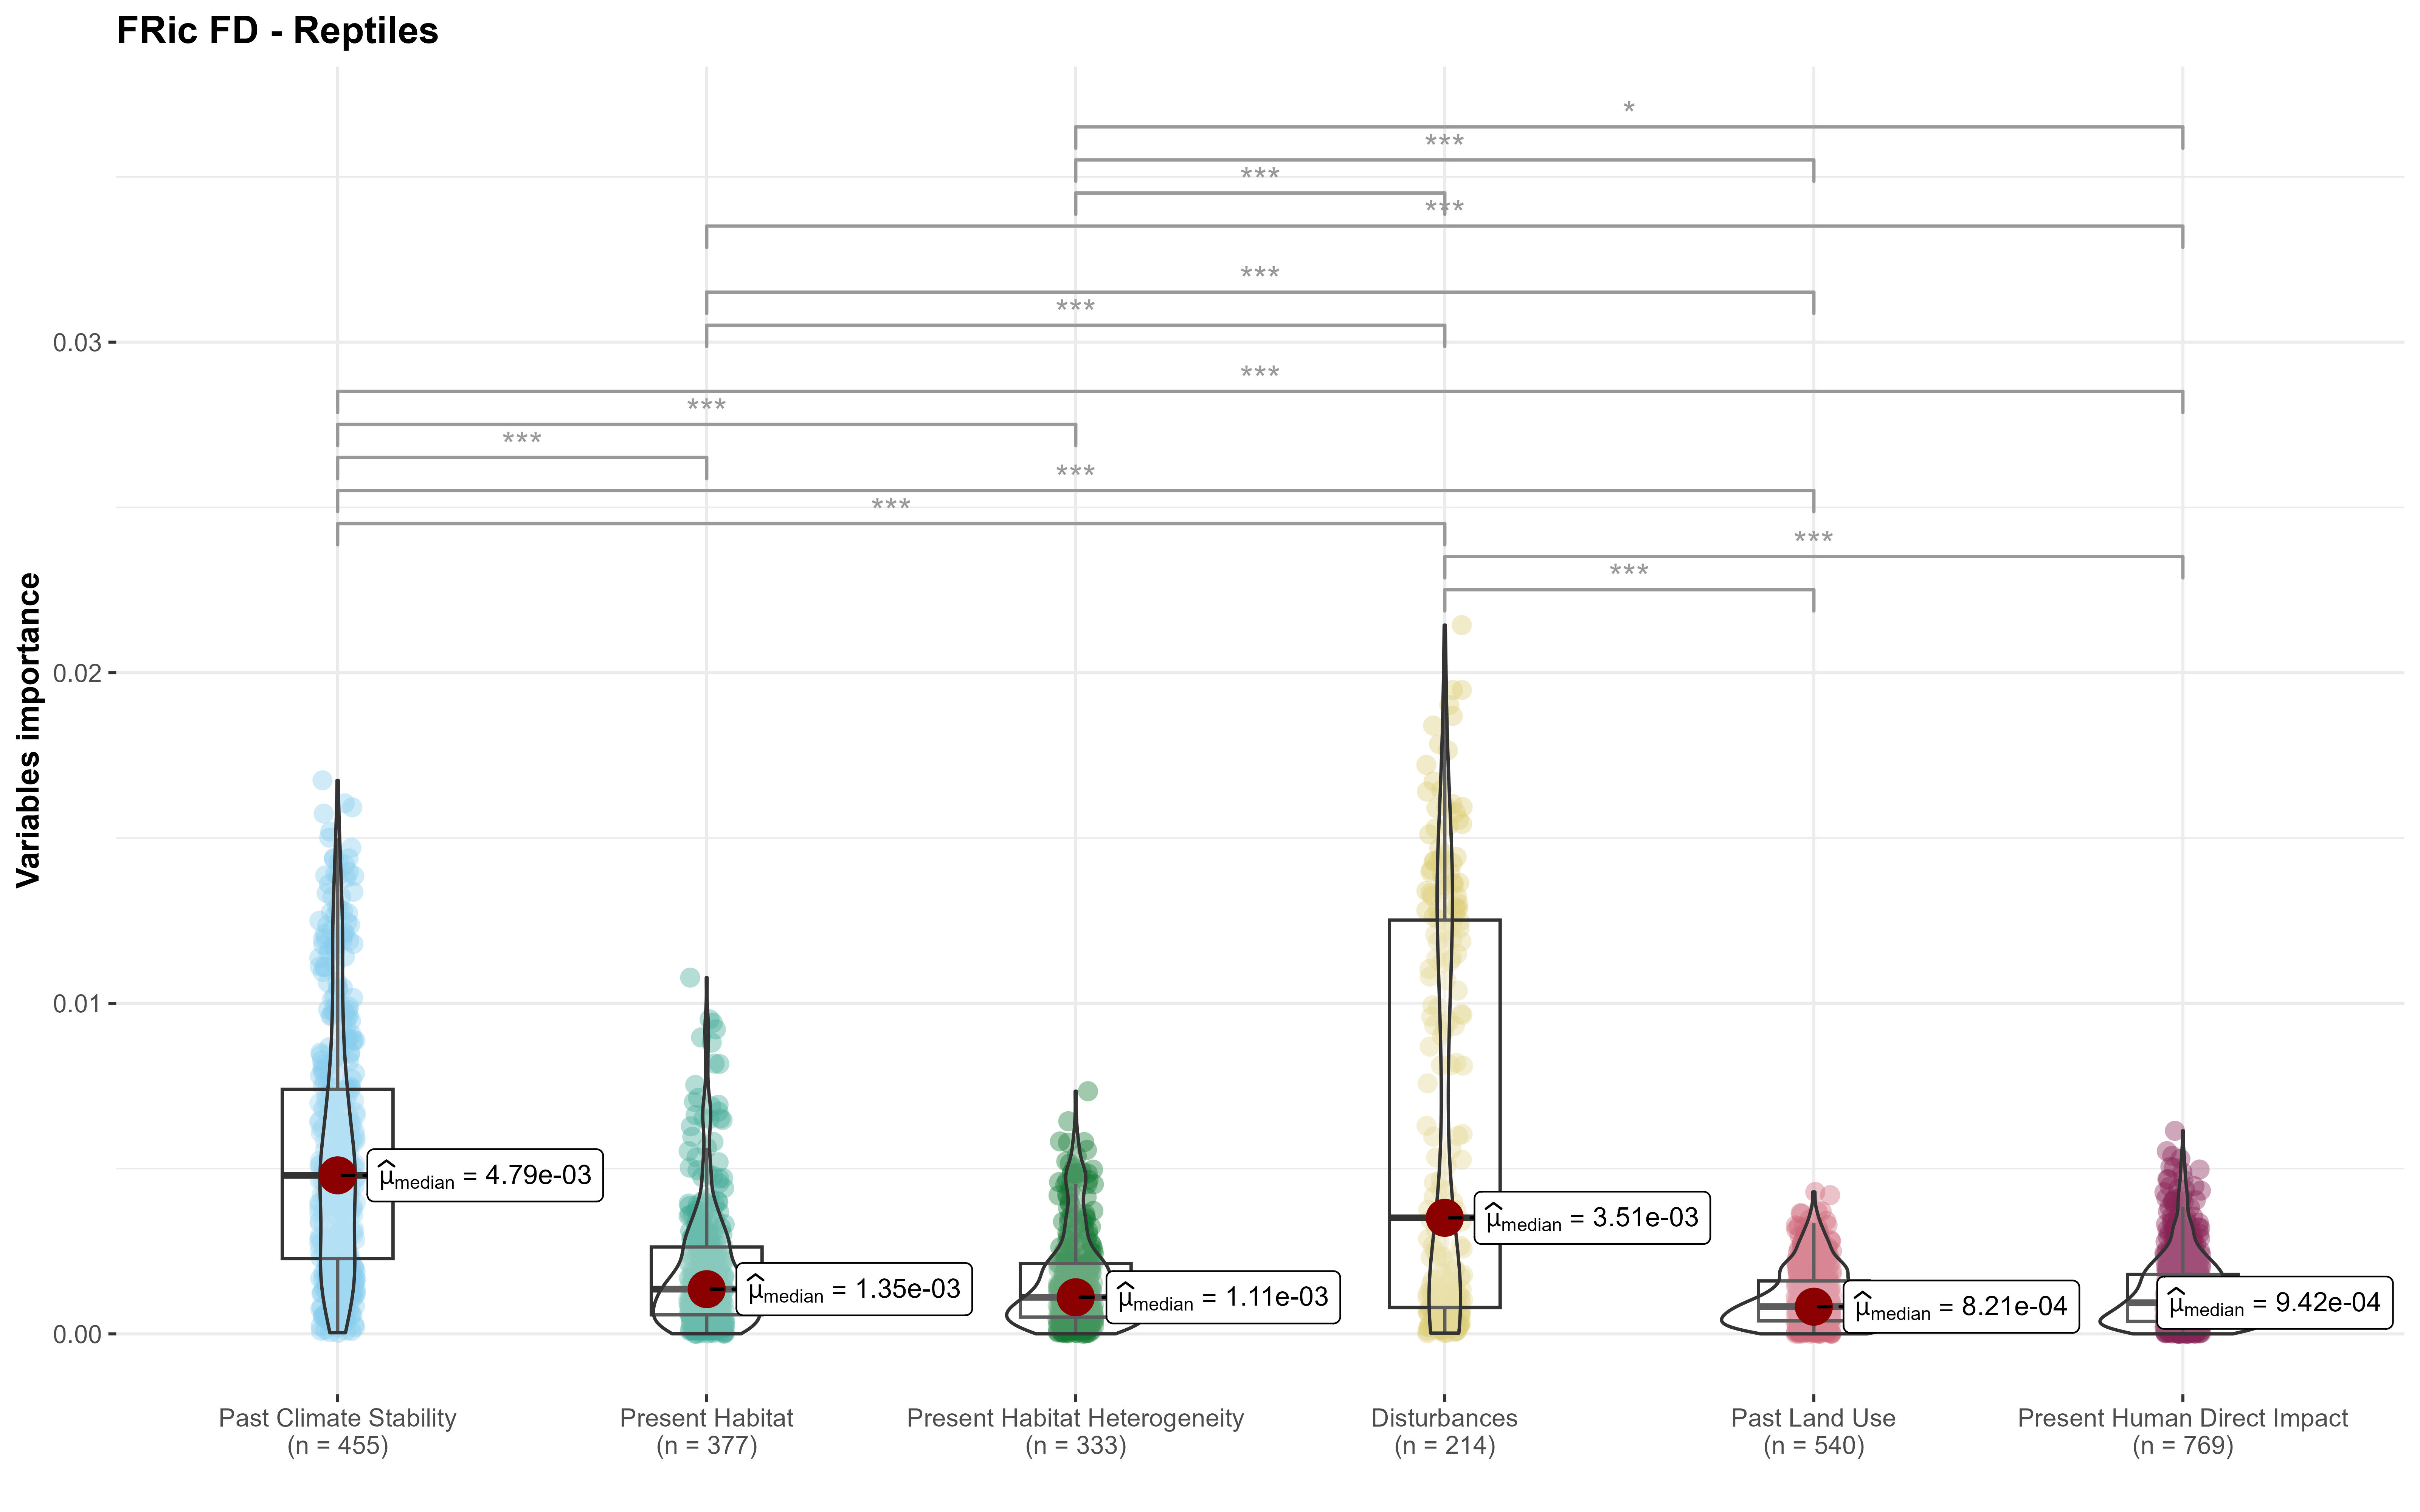 FRic FD - Reptiles
*
***
***
***
***
***
***
***
***
***
***
***
***
Variables importance
0.03
0.02
0.01
0.00
μ̂median = 4.79e-03
μ̂median = 1.35e-03
μ̂median = 1.11e-03
μ̂median = 3.51e-03
μ̂median = 8.21e-04
μ̂median = 9.42e-04
Past Climate Stability
(n = 455)
Present Habitat
(n = 377)
Present Habitat Heterogeneity
(n = 333)
Disturbances
(n = 214)
Past Land Use
(n = 540)
Present Human Direct Impact
(n = 769)